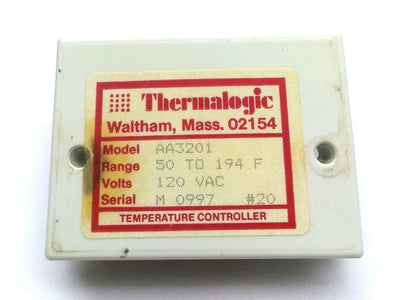 Thermalogic
Waltham, Mass. 02154
Model AA3201
Range 50 TO 194 F
Volts 120 VAC
Serial M 0997 #20
TEMPERATURE CONTROLLER